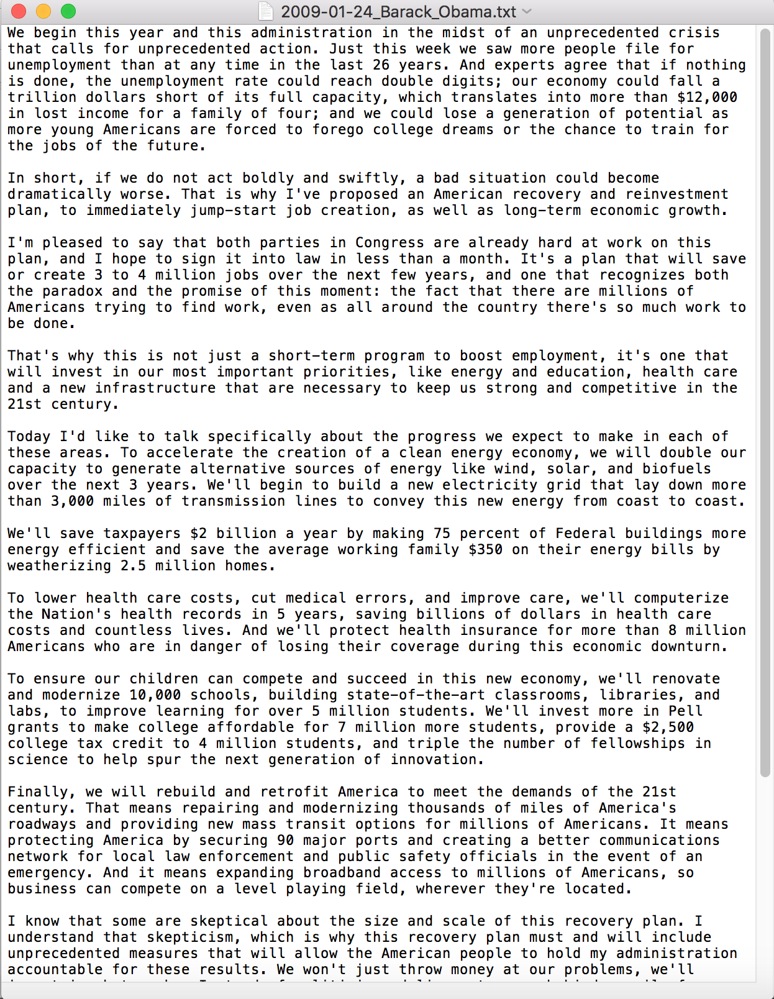 2009-01-24_Barack_Obama.txt
We begin this year and this administration in the midst of an unprecedented crisis
that calls for unprecedented action. Just this week we saw more people file for
unemployment than at any time in the last 26 years. And experts agree that if nothing
is done, the unemployment rate could reach double digits; our economy could fall a
trillion dollars short of its full capacity, which translates into more than $12,000
in lost income for a family of four; and we could lose a generation of potential as
more young Americans are forced to forego college dreams or the chance to train for
the jobs of the future.

In short, if we do not act boldly and swiftly, a bad situation could become
dramatically worse. That is why I've proposed an American recovery and reinvestment
plan, to immediately jump-start job creation, as well as long-term economic growth.

I'm pleased to say that both parties in Congress are already hard at work on this
plan, and I hope to sign it into law in less than a month. It's a plan that will save
or create 3 to 4 million jobs over the next few years, and one that recognizes both
the paradox and the promise of this moment: the fact that there are millions of
Americans trying to find work, even as all around the country there's so much work to
be done.

That's why this is not just a short-term program to boost employment, it's one that
will invest in our most important priorities, like energy and education, health care
and a new infrastructure that are necessary to keep us strong and competitive in the
21st century.

Today I'd like to talk specifically about the progress we expect to make in each of
these areas. To accelerate the creation of a clean energy economy, we will double our
capacity to generate alternative sources of energy like wind, solar, and biofuels
over the next 3 years. We'll begin to build a new electricity grid that lay down more
than 3,000 miles of transmission lines to convey this new energy from coast to coast.

We'll save taxpayers $2 billion a year by making 75 percent of Federal buildings more
energy efficient and save the average working family $350 on their energy bills by
weatherizing 2.5 million homes.

To lower health care costs, cut medical errors, and improve care, we'll computerize
the Nation's health records in 5 years, saving billions of dollars in health care
costs and countless lives. And we'll protect health insurance for more than 8 million
Americans who are in danger of losing their coverage during this economic downturn.

To ensure our children can compete and succeed in this new economy, we'll renovate
and modernize 10,000 schools, building state-of-the-art classrooms, libraries, and
labs, to improve learning for over 5 million students. We'll invest more in Pell
grants to make college affordable for 7 million more students, provide a $2,500
college tax credit to 4 million students, and triple the number of fellowships in
science to help spur the next generation of innovation.

Finally, we will rebuild and retrofit America to meet the demands of the 21st
century. That means repairing and modernizing thousands of miles of America's
roadways and providing new mass transit options for millions of Americans. It means
protecting America by securing 90 major ports and creating a better communications
network for local law enforcement and public safety officials in the event of an
emergency. And it means expanding broadband access to millions of Americans, so
business can compete on a level playing field, wherever they're located.

I know that some are skeptical about the size and scale of this recovery plan. I
understand that skepticism, which is why this recovery plan must and will include
unprecedented measures that will allow the American people to hold my administration
accountable for these results. We won't just throw money at our problems, we'll